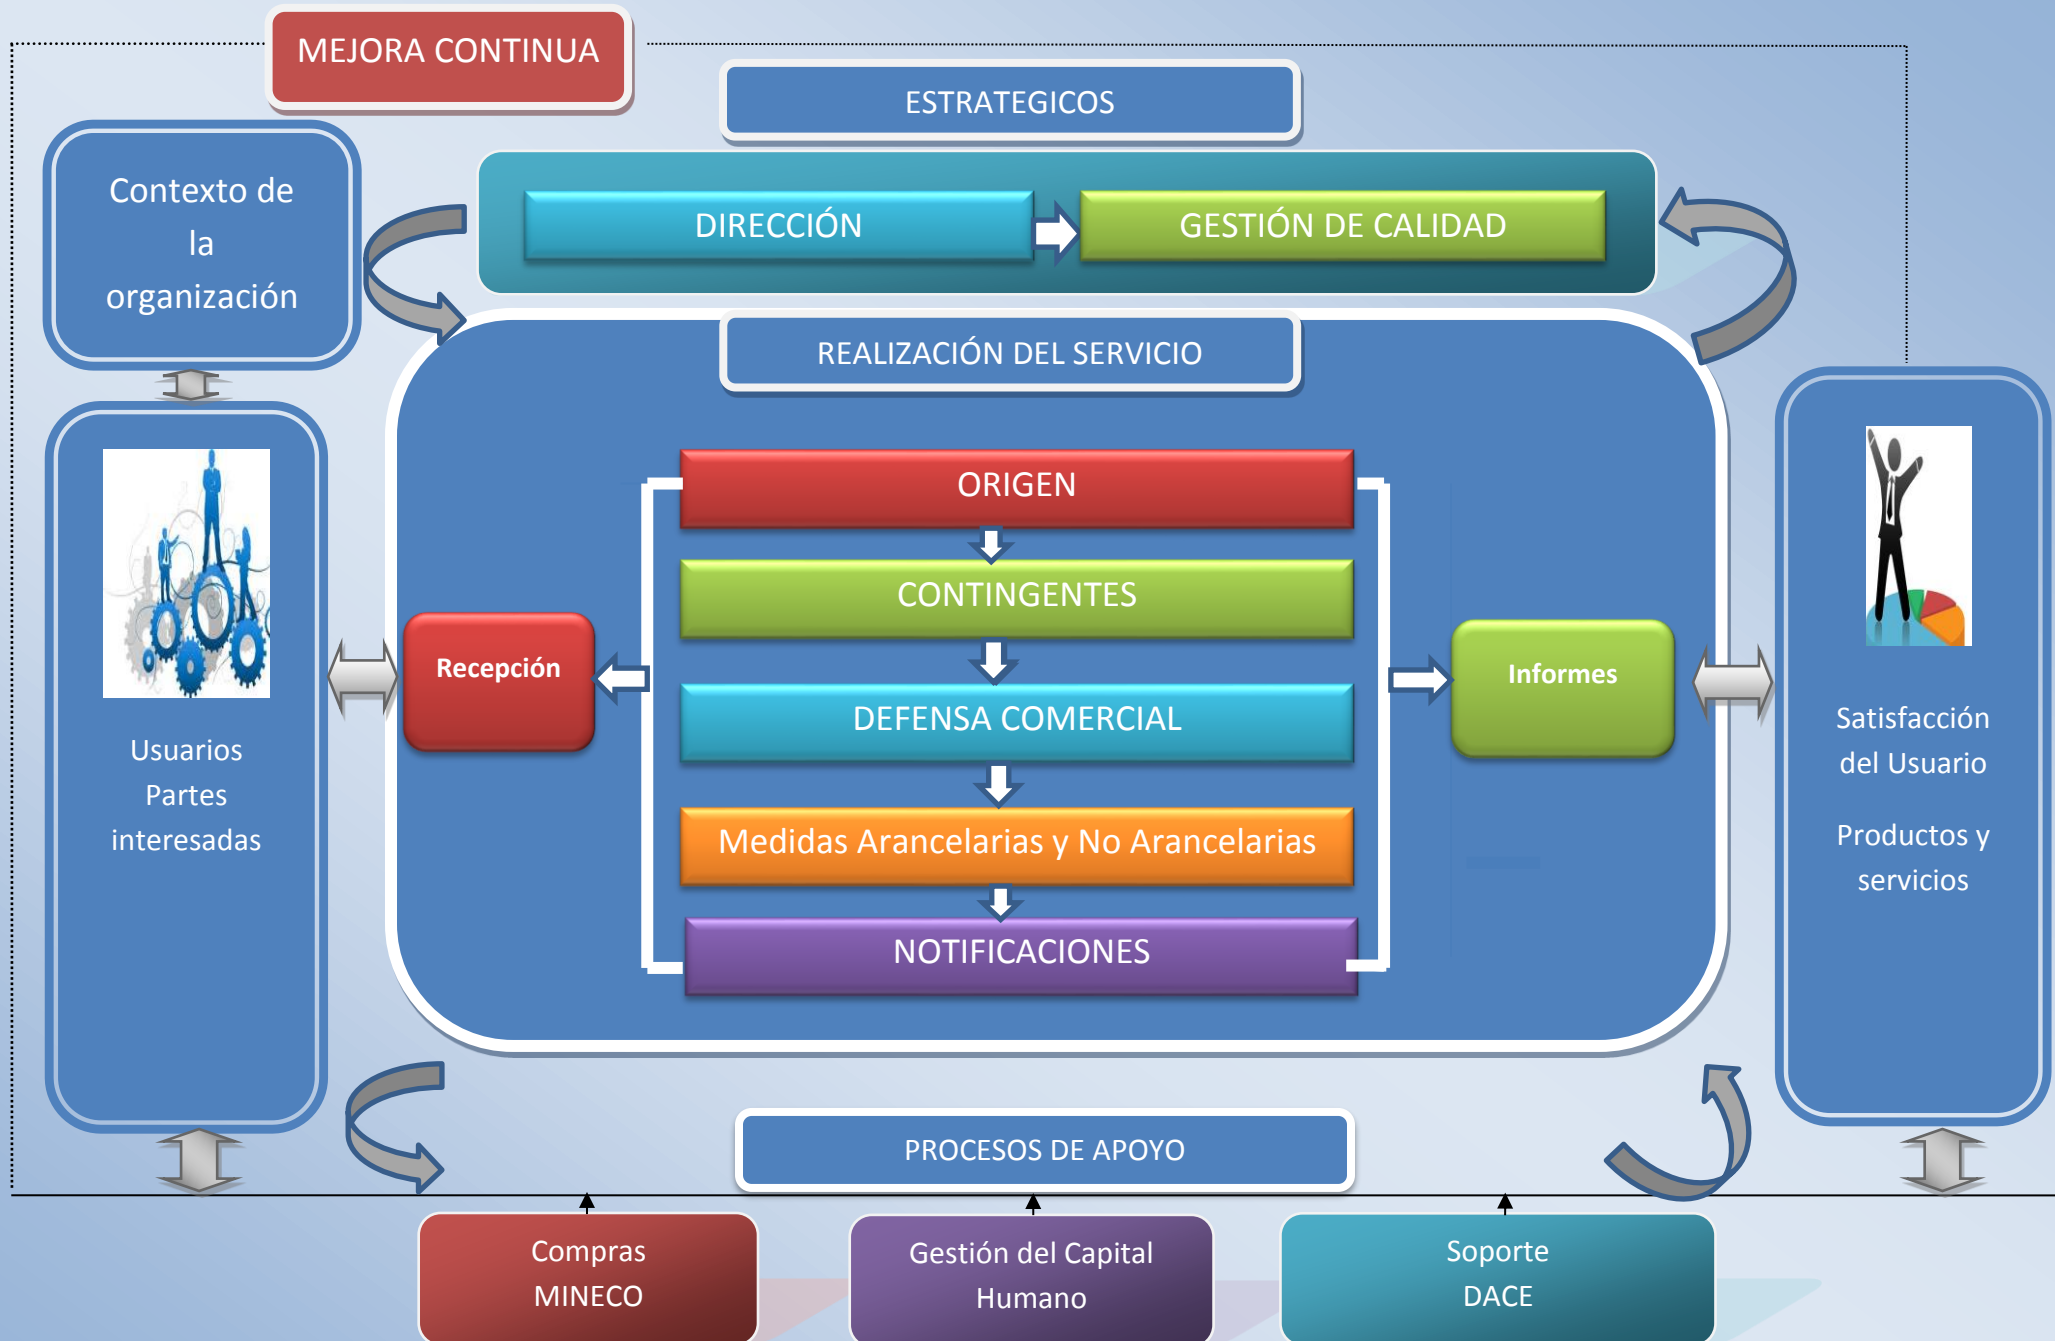 MEJORA CONTINUA
ESTRATEGICOS
Contexto de
la
organización
DIRECCIÓN
GESTIÓN DE CALIDAD
REALIZACIÓN DEL SERVICIO
ORIGEN
CONTINGENTES
DEFENSA COMERCIAL
Medidas Arancelarias y No Arancelarias
NOTIFICACIONES
Recepción
Informes
Usuarios
Partes
interesadas
Satisfacción
del Usuario
Productos y
servicios
PROCESOS DE APOYO
Compras
MINECO
Gestión del Capital
Humano
Soporte
DACE